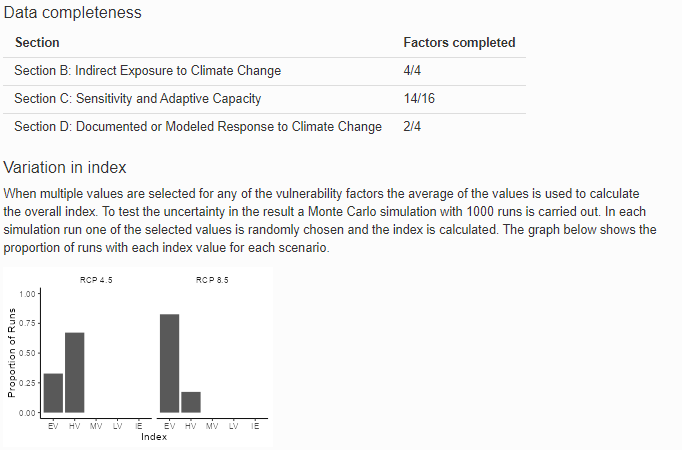 Data completeness
Section Factors completed
Section B: Indirect Exposure to Climate Change 4/4
Section C: Sensitivity and Adaptive Capacity 14/16
Section D: Documented or Modeled Response to Climate Change 2/4
Variation in index
When multiple values are selected for any of the vulnerability factors the average of the values is used to calculate
the overall index. To test the uncertainty in the result a Monte Carlo simulation with 1000 runs is carried out. In each
simulation run one of the selected values is randomly chosen and the index is calculated. The graph below shows the
proportion of runs with each index value for each scenario.
RCP 4.5 RCP 8.5
Proportion of Runs
1.00
0.75
0.50
0.25
0.00
EV HV MV LV IE EV HV MV LV IE
Index